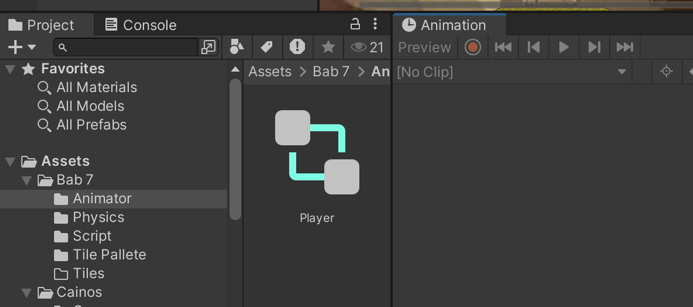 Project
Console
21
Favorites
All Materials
All Models
All Prefabs
Assets
Bab 7
Animator
Physics
Script
Tile Pallete
Tiles
Cainos
Assets > Bab 7 > An
Player
Animation
Preview
[No Clip]